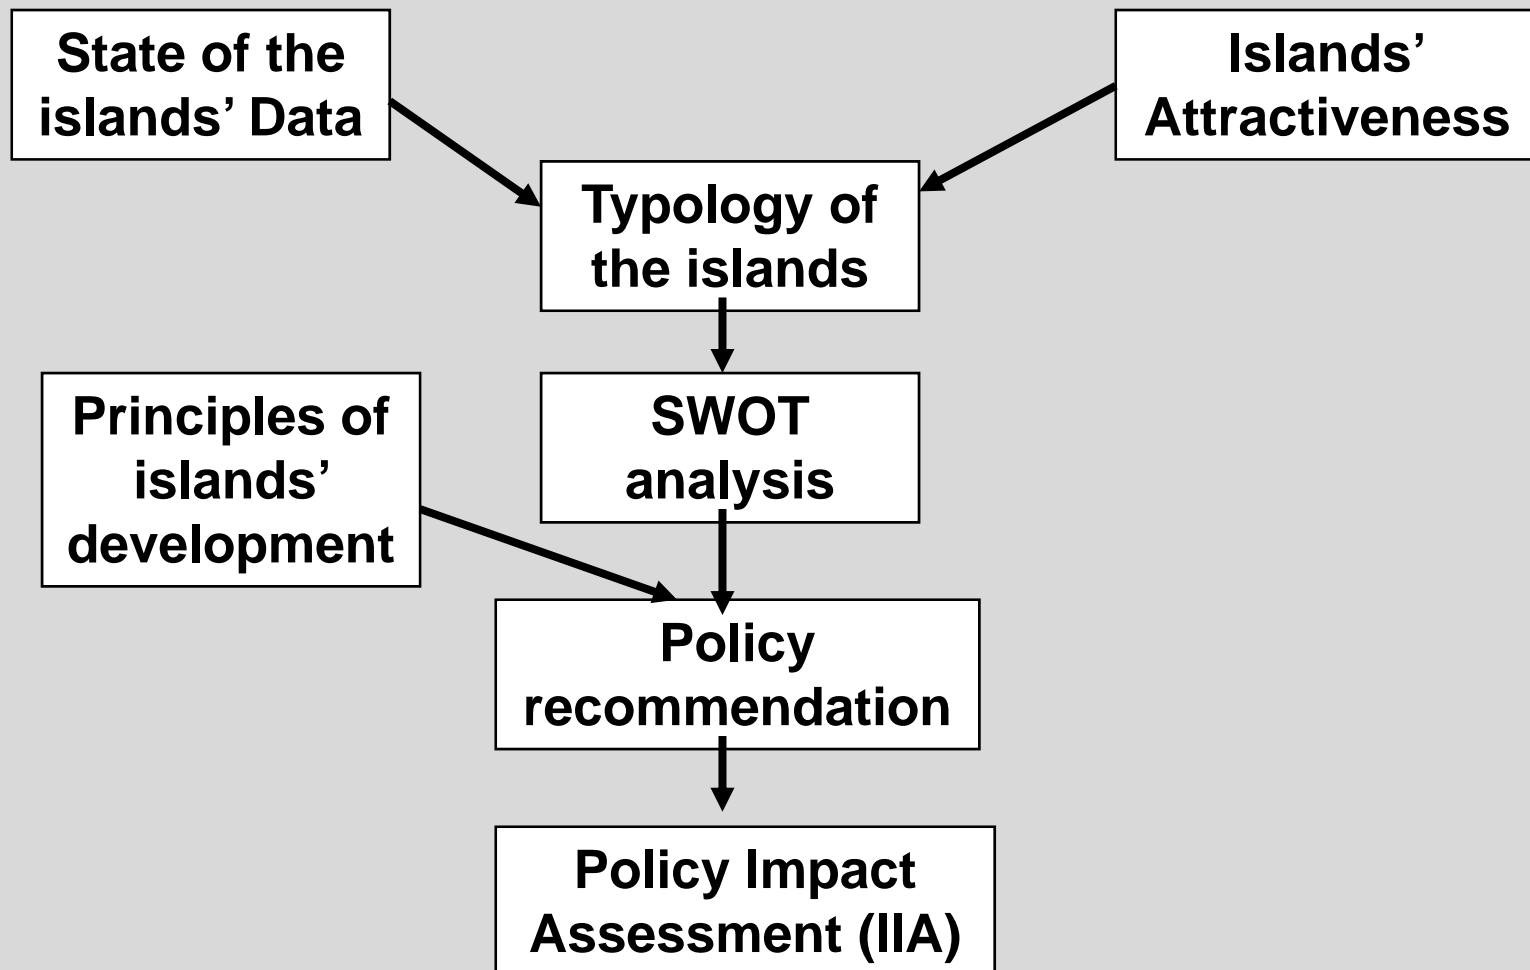 State of the
islands’ Data
Islands’
Attractiveness
Typology of
the islands
Principles of
islands’
development
SWOT
analysis
Policy
recommendation
Policy Impact
Assessment (IIA)